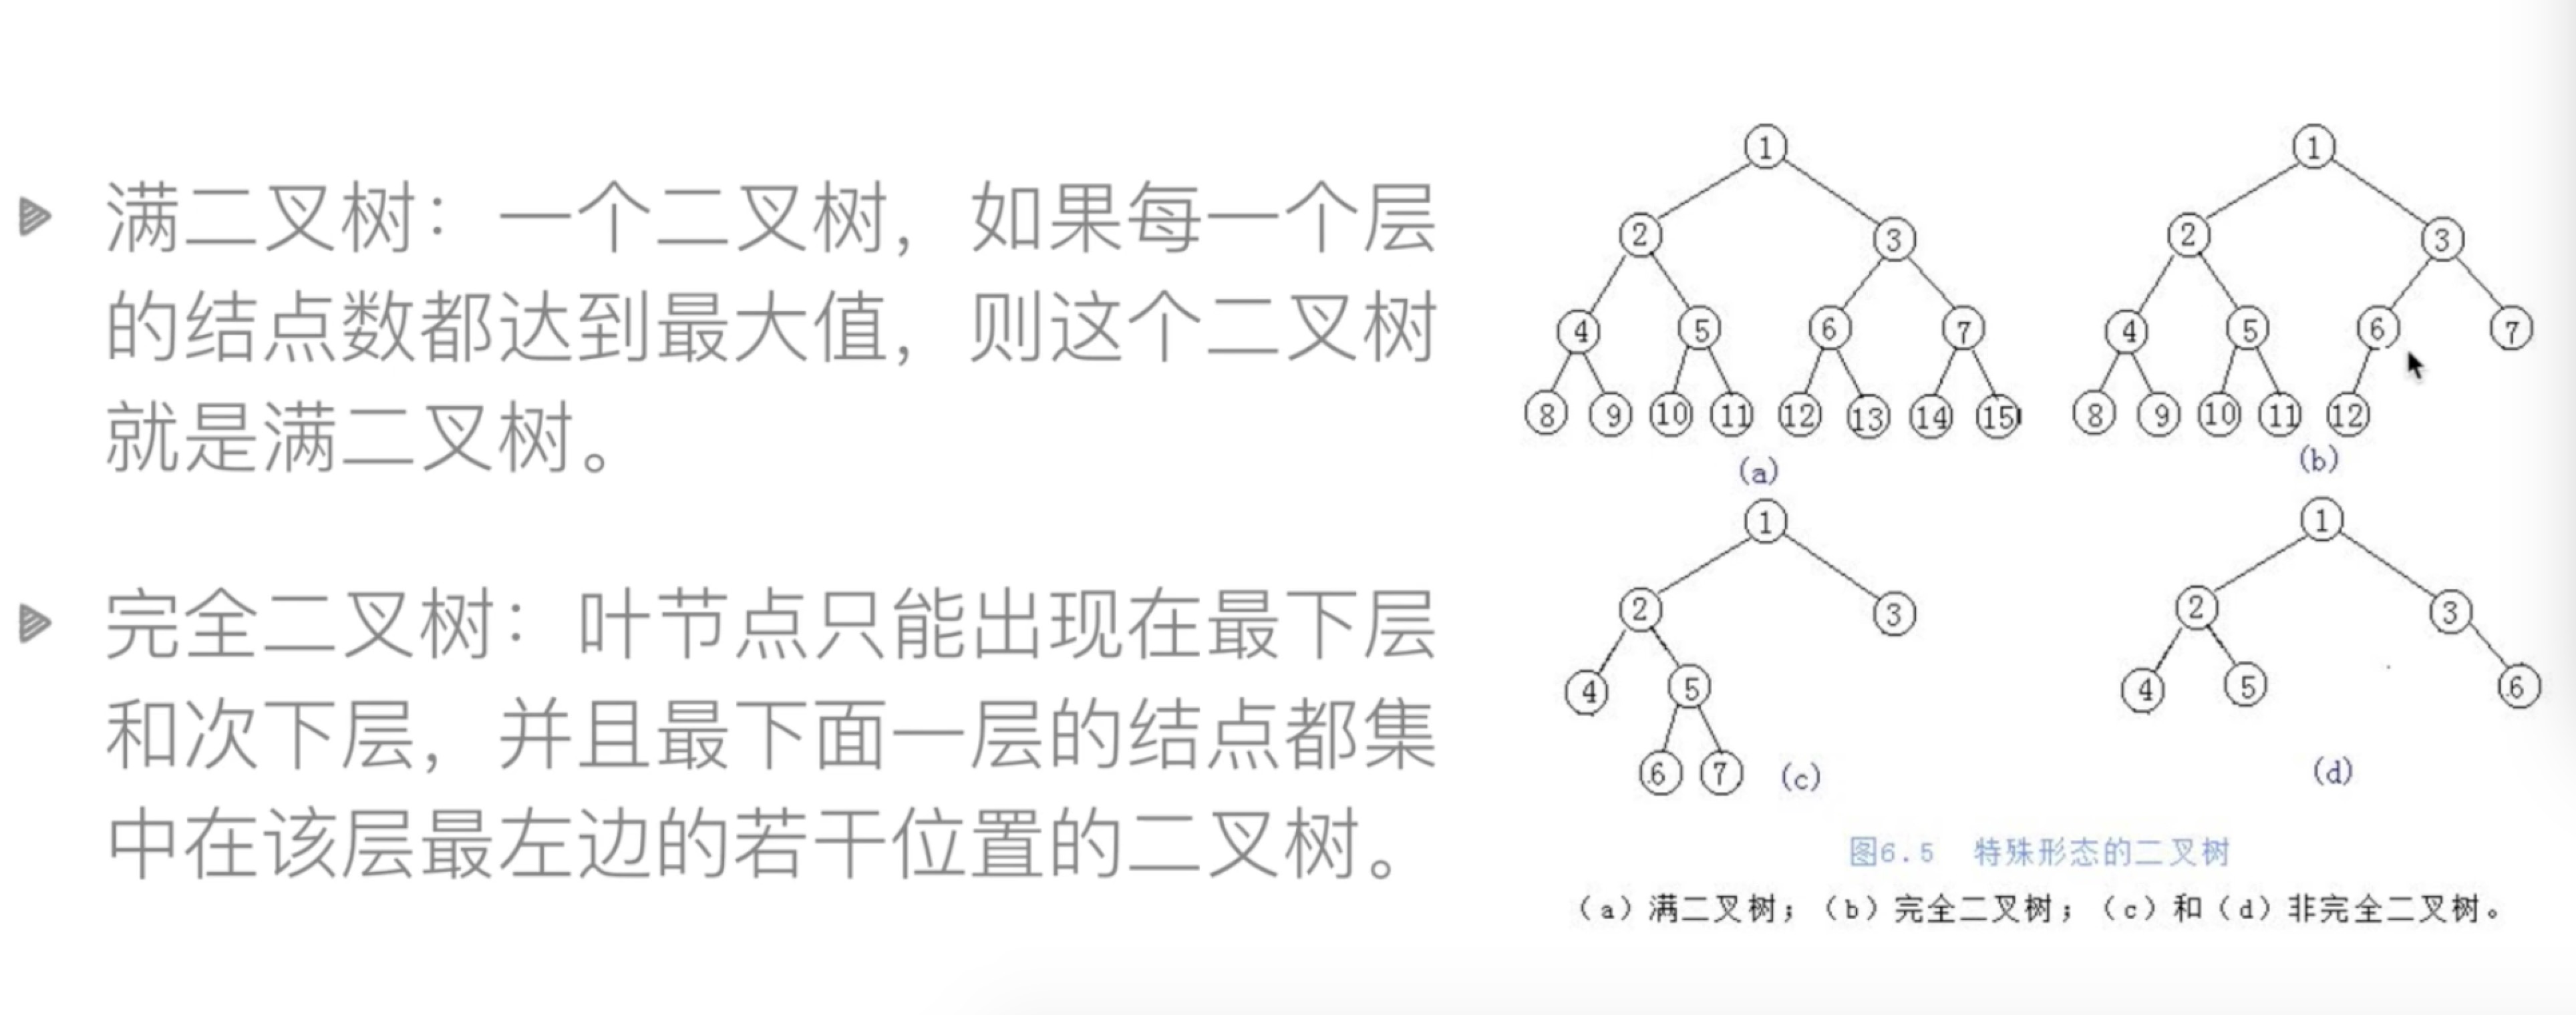 满二叉树：一个二叉树，如果每一个层
的结点数都达到最大值，则这个二叉树
就是满二叉树。
完全二叉树：叶节点只能出现在最下层
和次下层，并且最下面一层的结点都集
中在该层最左边的若干位置的二叉树。
1
2 3
4 5 6 7
8 9 10 11 12 13 14 15
(a)
1
2 3
4 5 6 7
8 9 10 11 12
(b)
1
2 3
4 5
6 7
(c)
1
2 3
4 5 6
(d)
图6.5 特殊形态的二叉树
（a）满二叉树；（b）完全二叉树；（c）和（d）非完全二叉树。